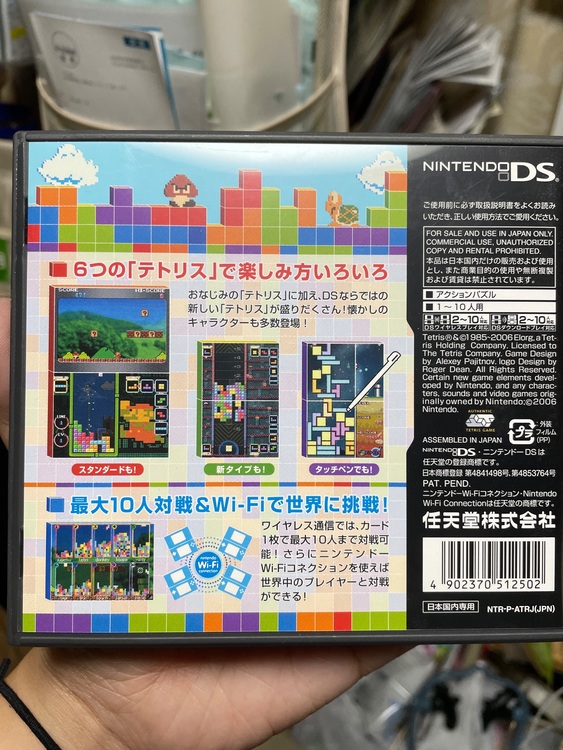 NINTENDO DS™
ご使用前に必ず取扱説明書をよくお読み
いただき、正しい使用方法でご使用ください。
FOR SALE AND USE IN JAPAN ONLY
COMMERCIAL USE, UNAUTHORIZED
COPY AND RENTAL PROHIBITED.
本品は日本国内だけの販売および使用
とし、また商業目的の使用や無断複製
および賃貸は禁止されています。
■アクションパズル
■1〜10人用
2〜10人
DSワイヤレスプレイ対応
2〜10人
DSダウンロードプレイ対応
Tetris®&©1985-2006Elorg,a Tet-
ris Holding Company. Licensed to
The Tetris Company. Game Design
by Alexey Pajitnov. logo Design by
Roger Dean. All Rights Reserved.
Certain new game elements devel-
oped by Nintendo, and any charac-
ters, sounds and video games orig-
inally owned by Nintendo:©2006
Nintendo.
AUTHENTIC
TETRIS GAME
プラ
外装
フィルム
(PP)
ASSEMBLED IN JAPAN
NINTENDO DS・ニンテンドーDSは
任天堂の登録商標です。
日本商標登録 第4841498号、第4853764号
PAT. PEND.
ニンテンドーWi-Fiコネクション・Nintendo
Wi-Fi Connectionは任天堂の商標です。
任天堂株式会社
4 902370 512502
日本国内専用
NTR-P-ATRJ(JPN)
6つの「テトリス」で楽しみ方いろいろ
SCORE
HI-SCORE
おなじみの「テトリス」に加え、DSならではの
新しい「テトリス」が盛りだくさん!懐かしの
キャラクターも多数登場!
スタンダードも!
新タイプも!
タッチペンでも!
最大10人対戦&Wi-Fiで世界に挑戦!
ワイヤレス通信では、カード
1枚で最大10人まで対戦可
能!さらにニンテンドー
Wi-Fiコネクションを使えば
世界中のプレイヤーと対戦
ができる!
Nintendo
Wi-Fi
connection